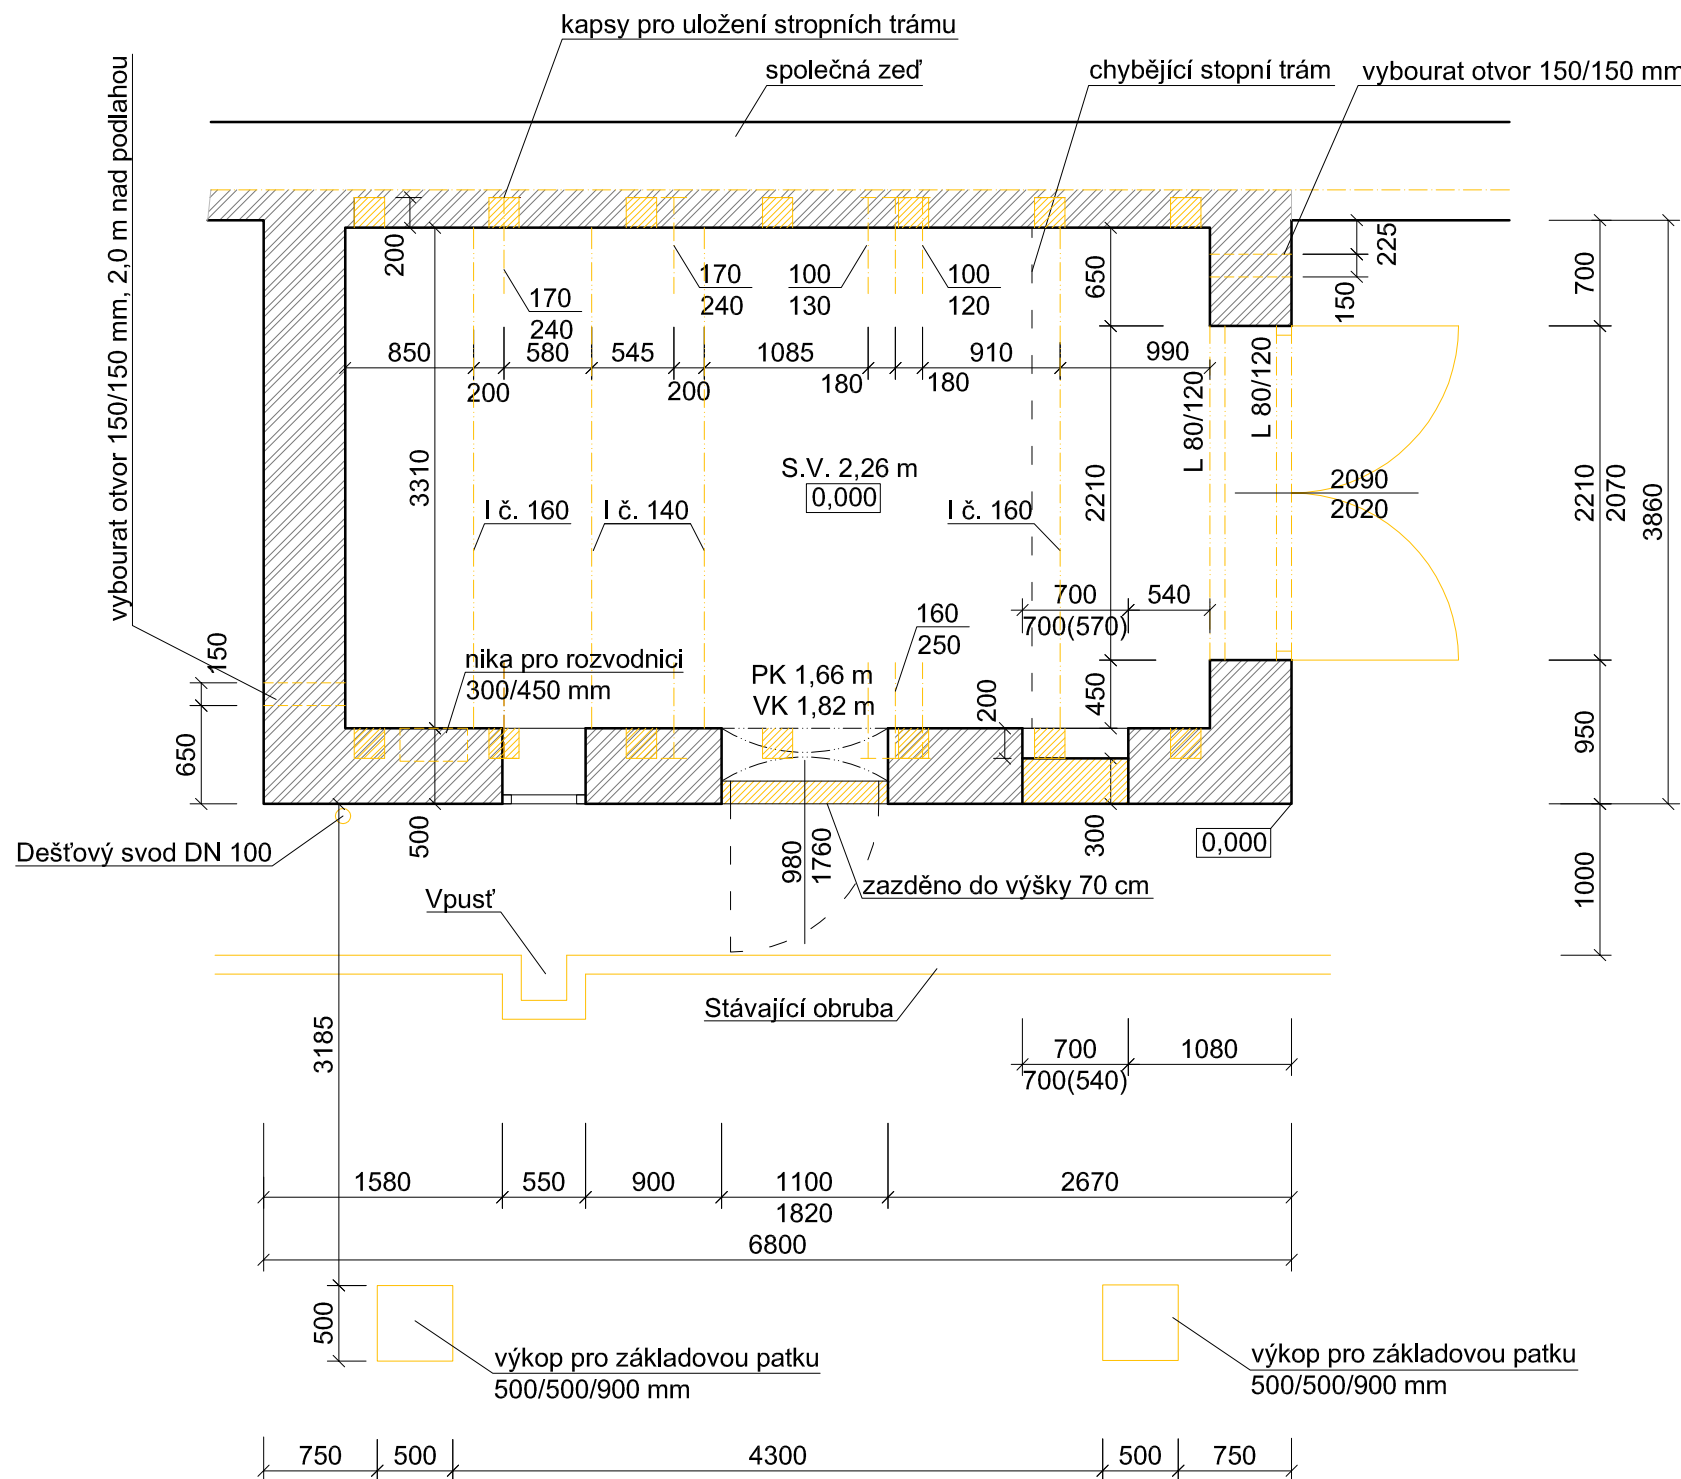 kapsy pro uložení stropních trámu
společná zeď
chybějící stopní trám
vybourat otvor 150/150 mm
vybourat otvor 150/150 mm, 2,0 m nad podlahou
200
170
240
170
240
100
130
100
120
650
225
150
700
850
580
545
1085
910
990
200
200
180
180
L 80/120
L 80/120
3310
S.V. 2,26 m
0,000
2210
2090
2020
2210
2070
3860
I č. 160
I č. 140
I č. 160
700
540
700(570)
160
250
150
nika pro rozvodnici
300/450 mm
PK 1,66 m
VK 1,82 m
200
450
650
950
500
980
1760
300
0,000
Dešťový svod DN 100
zazděno do výšky 70 cm
1000
Vpusť
Stávající obruba
3185
700
1080
700(540)
1580
550
900
1100
2670
1820
6800
500
výkop pro základovou patku
500/500/900 mm
výkop pro základovou patku
500/500/900 mm
750
500
4300
500
750